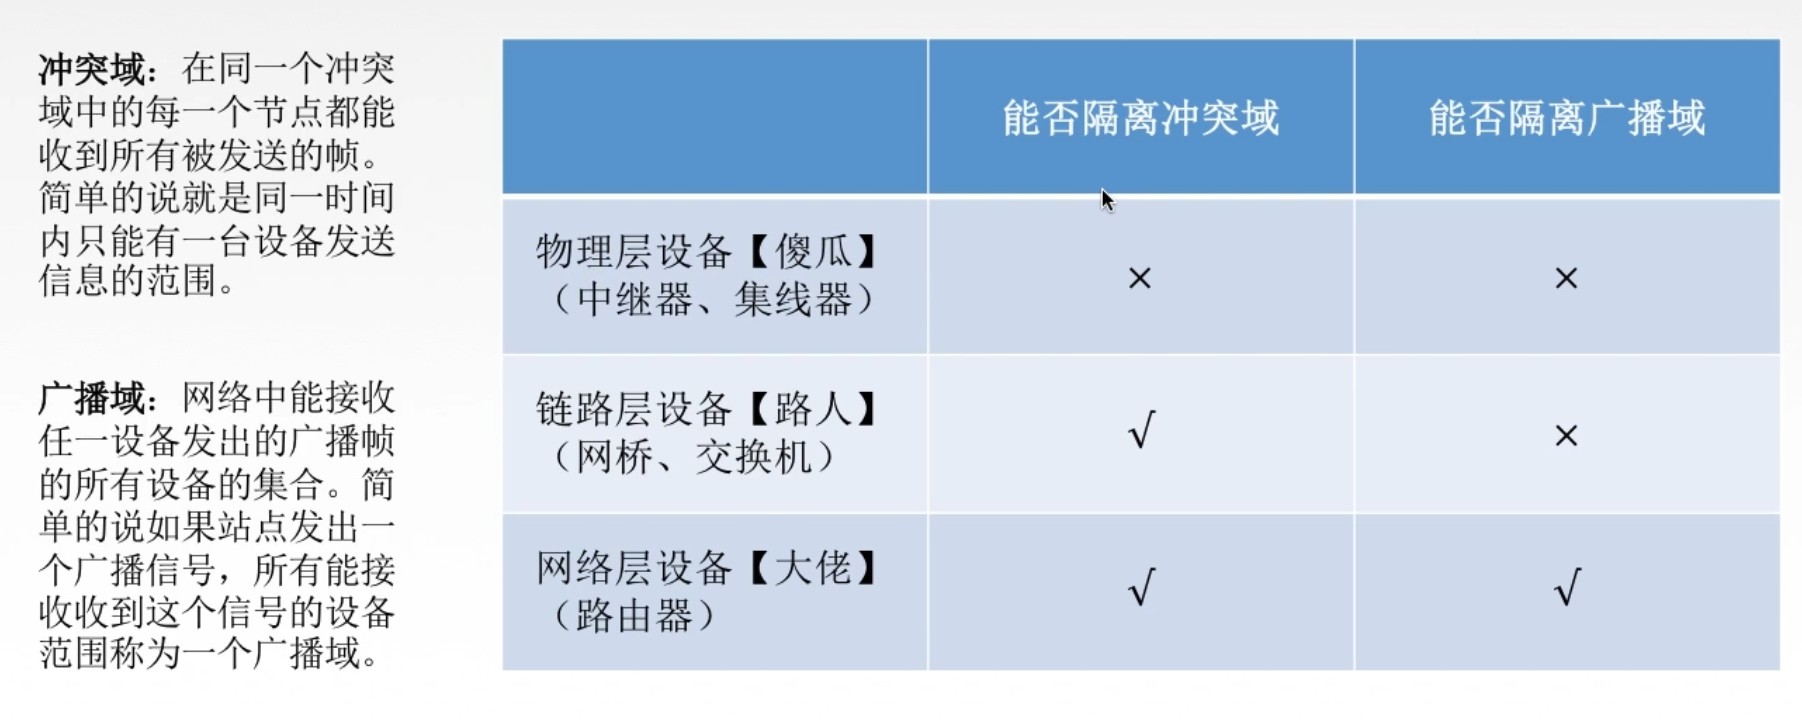 冲突域：在同一个冲突
域中的每一个节点都能
收到所有被发送的帧。
简单的说就是同一时间
内只能有一台设备发送
信息的范围。
广播域：网络中能接收
任一设备发出的广播帧
的所有设备的集合。简
单的说如果站点发出一
个广播信号，所有能接
收收到这个信号的设备
范围称为一个广播域。
能否隔离冲突域
能否隔离广播域
物理层设备【傻瓜】
（中继器、集线器）
×
×
链路层设备【路人】
（网桥、交换机）
√
×
网络层设备【大佬】
（路由器）
√
√